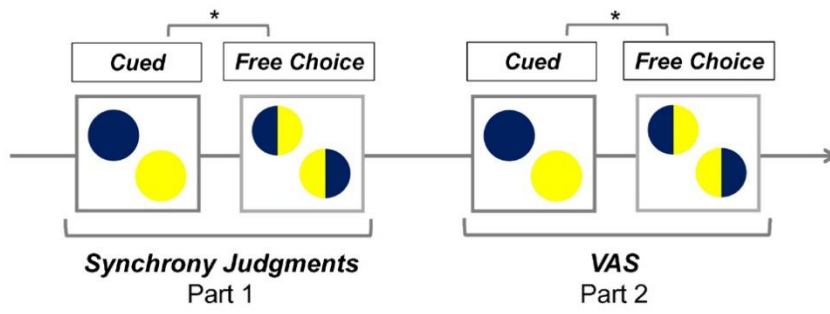 *
*
Cued
Free Choice
Cued
Free Choice
Synchrony Judgments
VAS
Part 1
Part 2